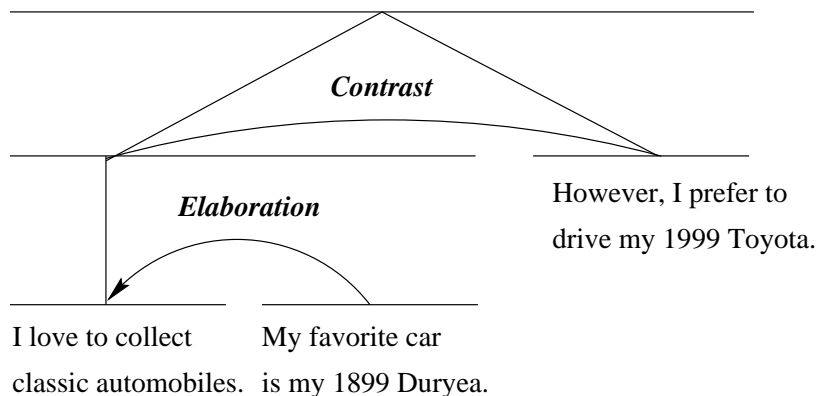 Contrast
Elaboration
However, I prefer to
drive my 1999 Toyota.
I love to collect
classic automobiles.
My favorite car
is my 1899 Duryea.